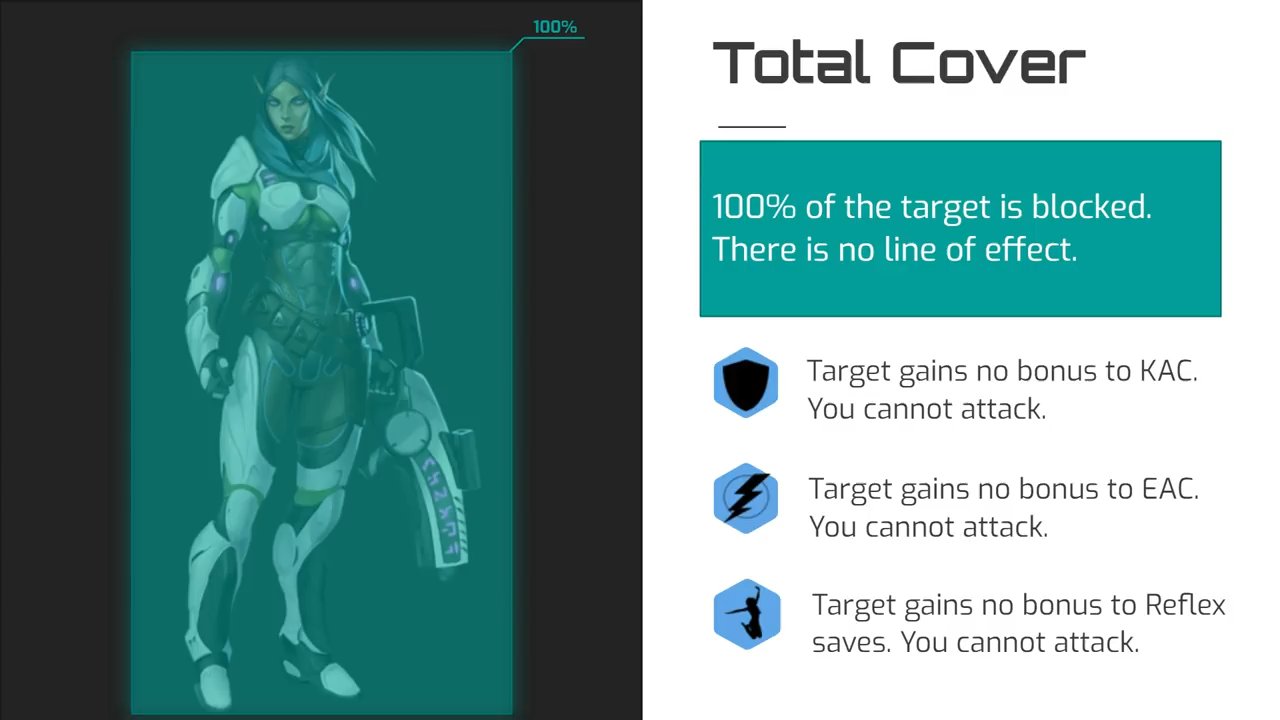 100%
Total Cover
100% of the target is blocked.
There is no line of effect.
Target gains no bonus to KAC.
You cannot attack.
Target gains no bonus to EAC.
You cannot attack.
Target gains no bonus to Reflex
saves. You cannot attack.